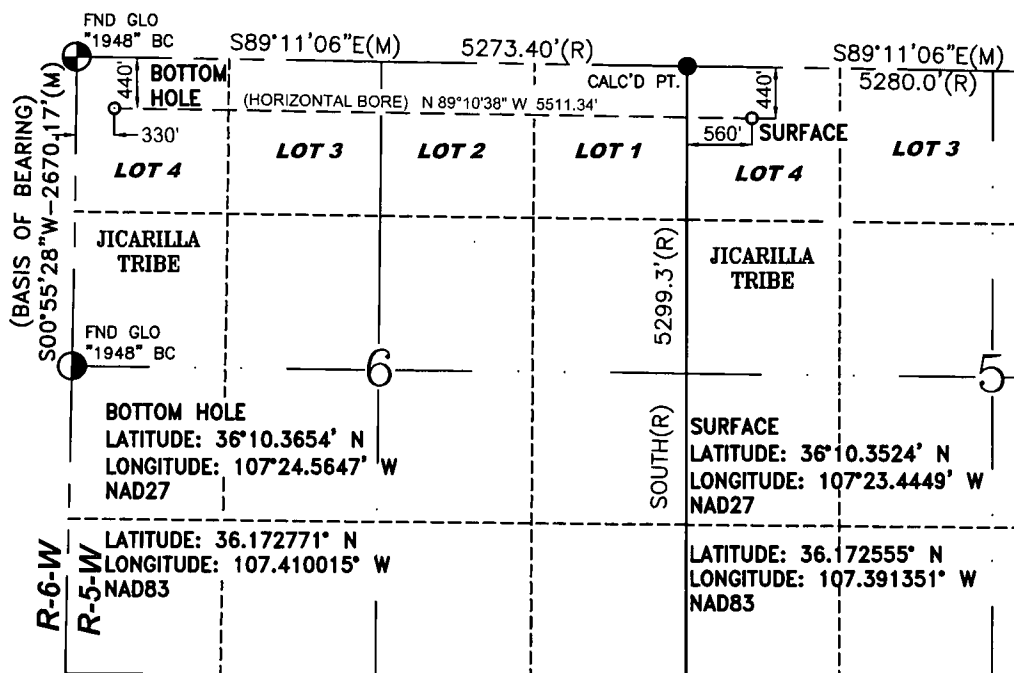 FND GLO
"1948" BC
S89°11'06"E(M) 5273.40'(R)
S89°11'06"E(M)
5280.0'(R)
440'
BOTTOM
HOLE
CALC'D PT.
440'
(HORIZONTAL BORE) N 89°10'38" W 5511.34'
330'
560'
SURFACE
LOT 4
LOT 3
LOT 2
LOT 1
LOT 4
LOT 3
(BASIS OF BEARING)
S00°55'28"W-2670.17'(M)
JICARILLA
TRIBE
JICARILLA
TRIBE
5299.3'(R)
SOUTH(R)
FND GLO
"1948" BC
6
5
BOTTOM HOLE
LATITUDE: 36°10.3654' N
LONGITUDE: 107°24.5647' W
NAD27
LATITUDE: 36.172771° N
LONGITUDE: 107.410015° W
NAD83
SURFACE
LATITUDE: 36°10.3524' N
LONGITUDE: 107°23.4449' W
NAD27
LATITUDE: 36.172555° N
LONGITUDE: 107.391351° W
NAD83
R-6-W
R-5-W